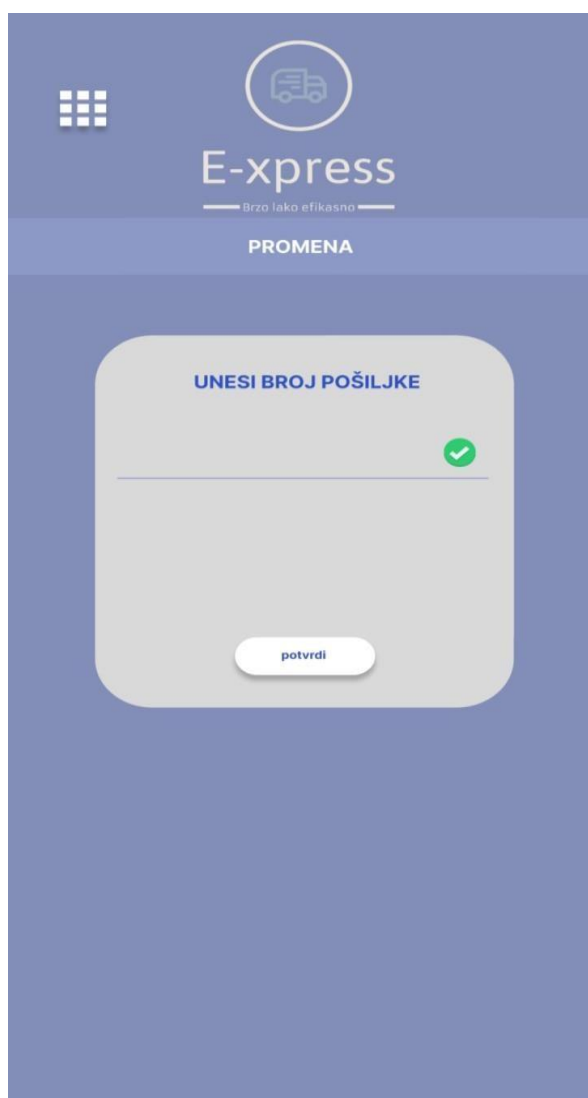 E-xpress
Brzo lako efikasno
PROMENA
UNESI BROJ POŠILJKE
potvrdi